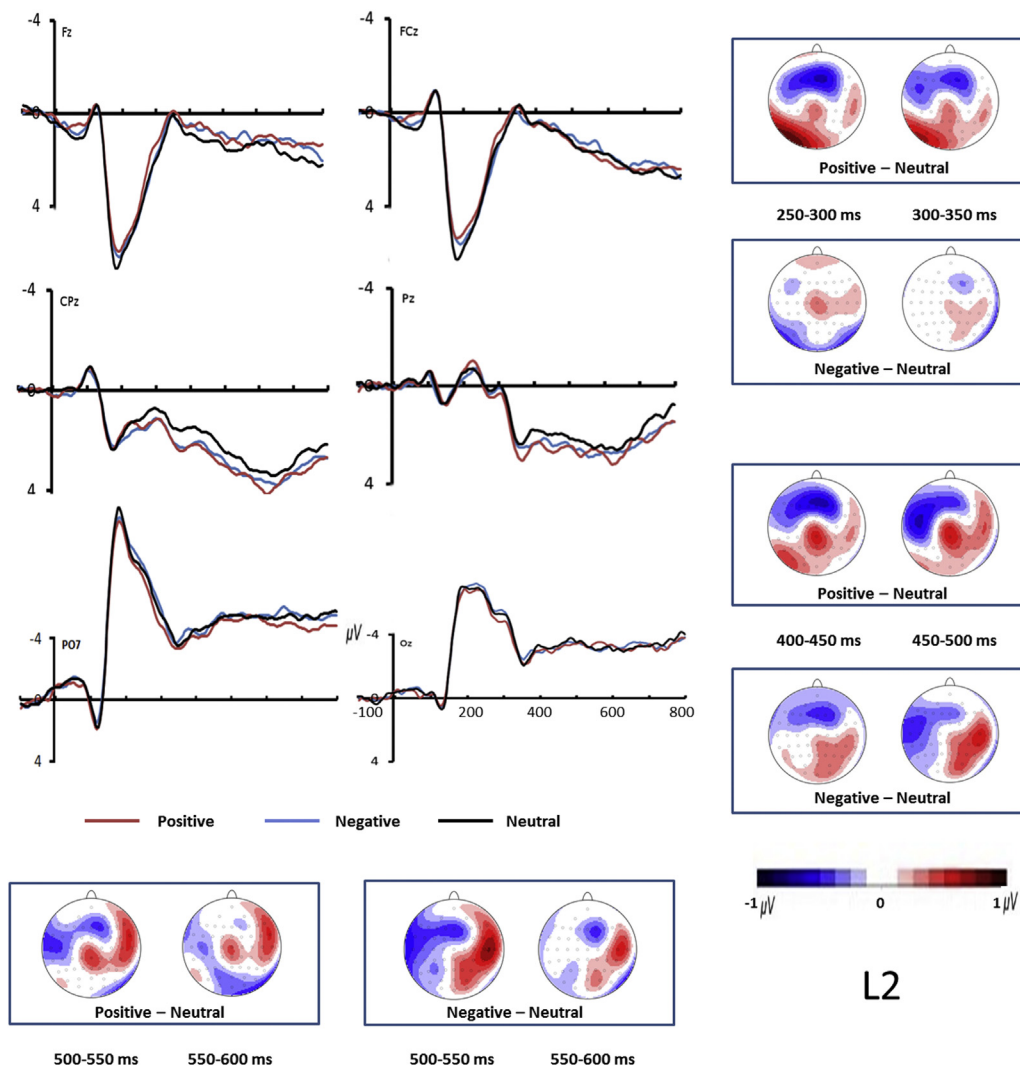 -4
Fz
0
4
-4
FCz
0
4
-4
CPz
0
4
-4
Pz
0
4
-4
PO7
0
4
µV
-4
Oz
0
-100
200
400
600
800
4
Positive
Negative
Neutral
Positive – Neutral
250-300 ms
300-350 ms
Negative – Neutral
Positive – Neutral
400-450 ms
450-500 ms
Negative – Neutral
-1 µV
0
1 µV
L2
Positive – Neutral
500-550 ms
550-600 ms
Negative – Neutral
500-550 ms
550-600 ms